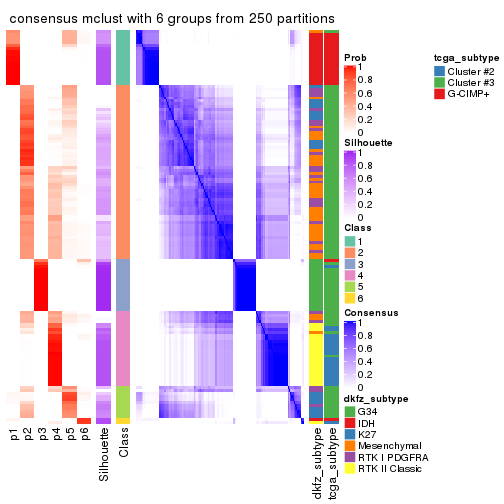 consensus mclust with 6 groups from 250 partitions
p1
p2
p3
p4
p5
p6
Silhouette
Class
dkfz_subtype
tcga_subtype
Prob
1
0.8
0.6
0.4
0.2
0
Silhouette
1
0.8
0.6
0.4
0.2
0
Class
1
2
3
4
5
6
Consensus
1
0.8
0.6
0.4
0.2
0
dkfz_subtype
G34
IDH
K27
Mesenchymal
RTK I PDGFRA
RTK II Classic
tcga_subtype
Cluster #2
Cluster #3
G-CIMP+